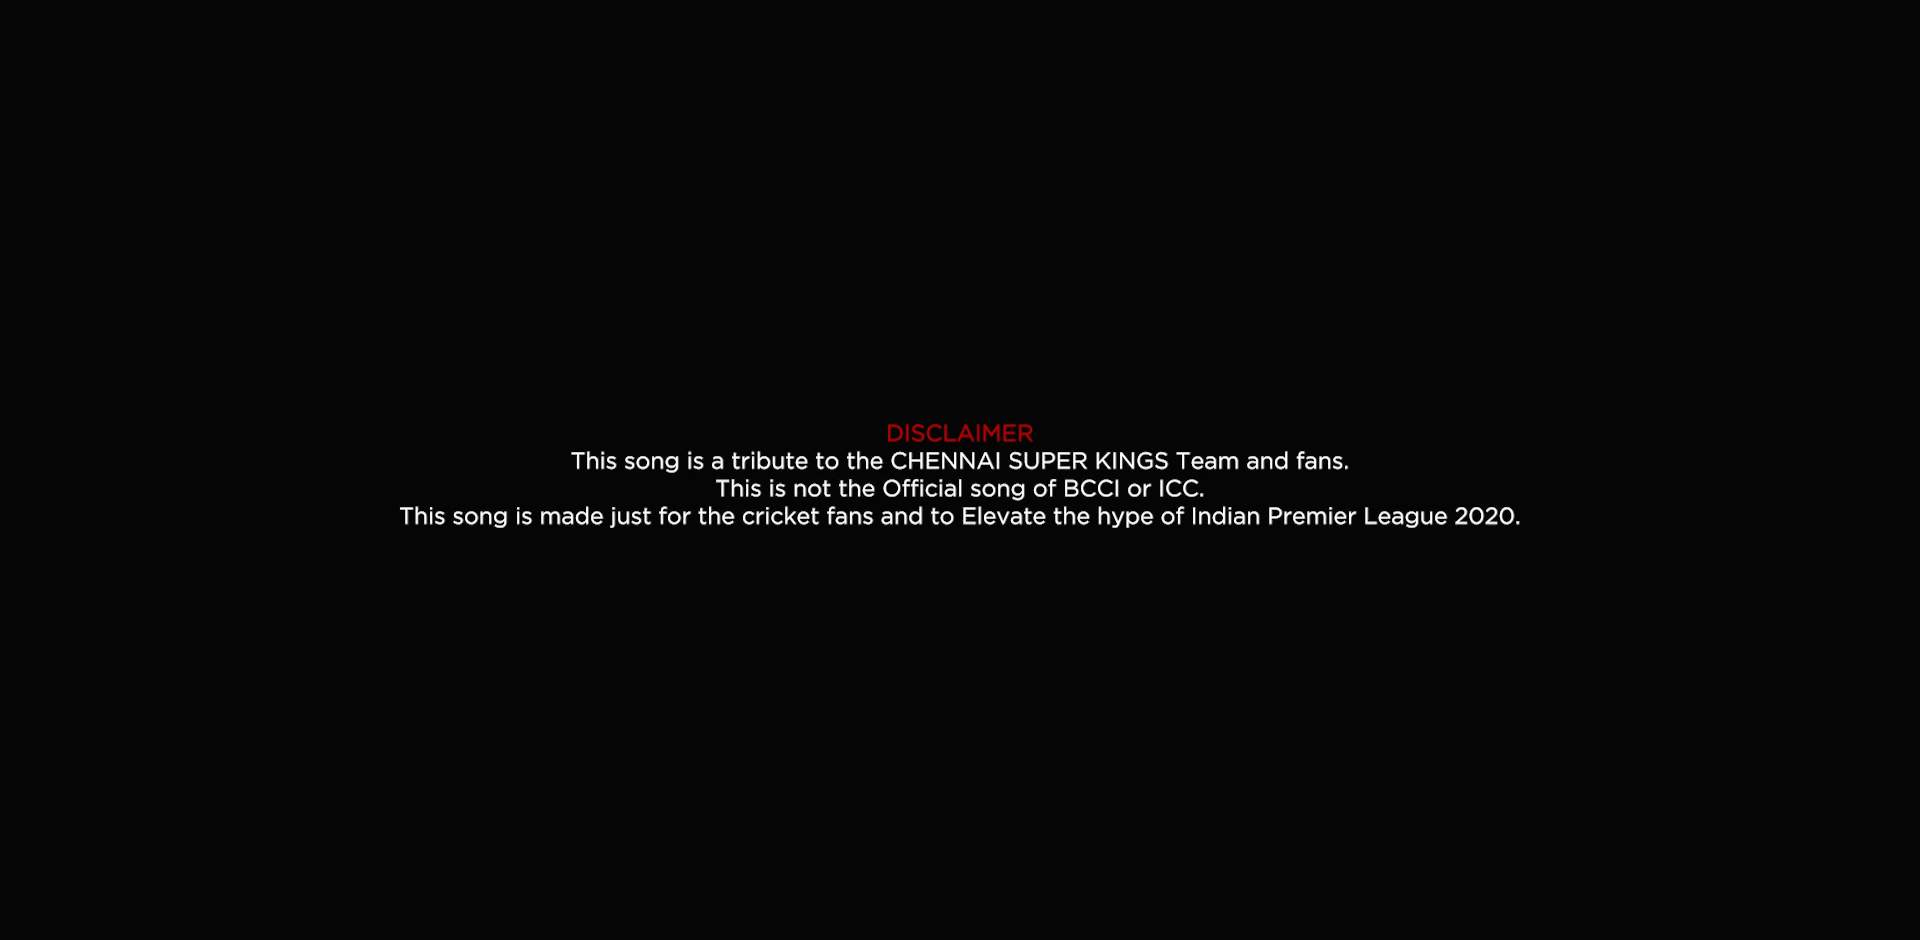 DISCLAIMER
This song is a tribute to the CHENNAI SUPER KINGS Team and fans.
This is not the Official song of BCCI or ICC.
This song is made just for the cricket fans and to Elevate the hype of Indian Premier League 2020.